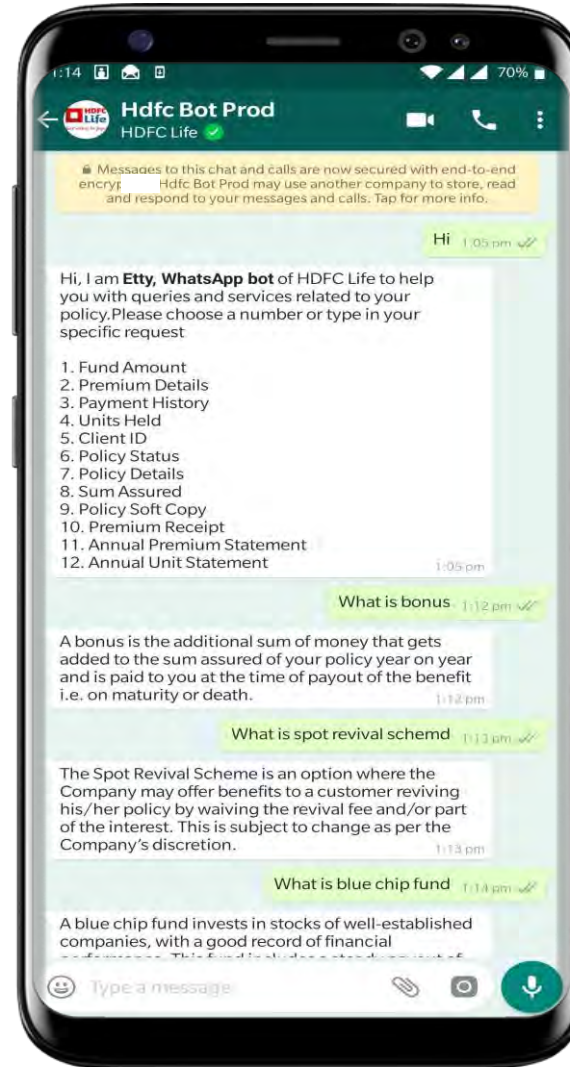 1:14
70%
HDFC
Life
Hdfc Bot Prod
HDFC Life
Messages to this chat and calls are now secured with end-to-end
encryp Hdfc Bot Prod may use another company to store, read
and respond to your messages and calls. Tap for more info.
Hi 1:05 pm
Hi, I am Etty, WhatsApp bot of HDFC Life to help
you with queries and services related to your
policy.Please choose a number or type in your
specific request
1. Fund Amount
2. Premium Details
3. Payment History
4. Units Held
5. Client ID
6. Policy Status
7. Policy Details
8. Sum Assured
9. Policy Soft Copy
10. Premium Receipt
11. Annual Premium Statement
12. Annual Unit Statement
1:05 pm
What is bonus 1:12 pm
A bonus is the additional sum of money that gets
added to the sum assured of your policy year on year
and is paid to you at the time of payout of the benefit
i.e. on maturity or death.
1:12 pm
What is spot revival schemd 1:13 pm
The Spot Revival Scheme is an option where the
Company may offer benefits to a customer reviving
his/her policy by waiving the revival fee and/or part
of the interest. This is subject to change as per the
Company's discretion.
1:13 pm
What is blue chip fund 1:14 pm
A blue chip fund invests in stocks of well-established
companies, with a good record of financial
Type a message